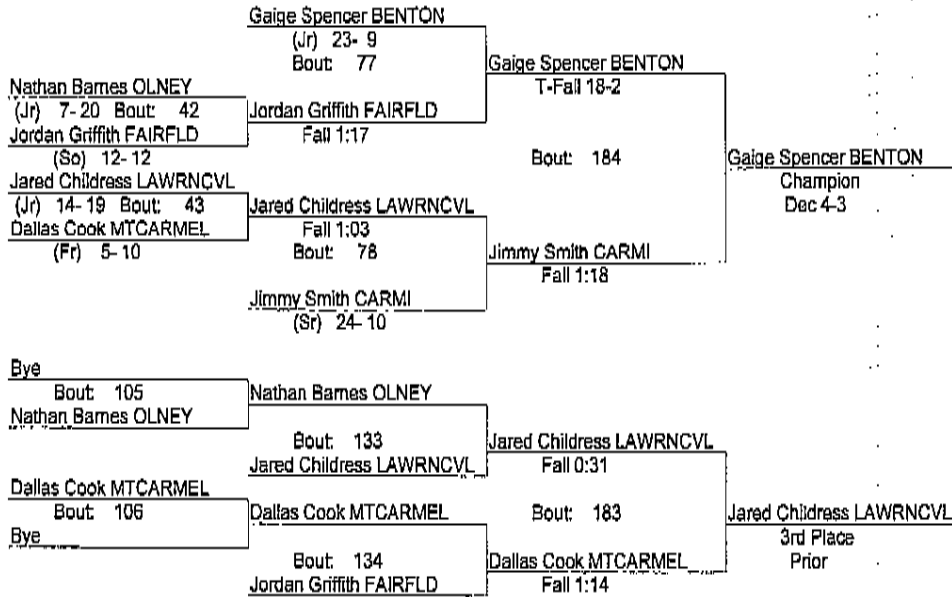 Gaige Spencer BENTON
(Jr) 23- 9
Bout: 77
Gaige Spencer BENTON
T-Fall 18-2
Nathan Barnes OLNEY
(Jr) 7-20 Bout: 42
Jordan Griffith FAIRFLD
Jordan Griffith FAIRFLD
Fall 1:17
(So) 12-12
Bout: 184
Gaige Spencer BENTON
Champion
Dec 4-3
Jared Childress LAWRNCVL
(Jr) 14-19 Bout: 43
Jared Childress LAWRNCVL
Dallas Cook MTCARMEL
Fall 1:03
(Fr) 5-10
Bout: 78
Jimmy Smith CARMI
Fall 1:18
Jimmy Smith CARMI
(Sr) 24-10
Bye
Bout: 105
Nathan Barnes OLNEY
Nathan Barnes OLNEY
Bout: 133
Jared Childress LAWRNCVL
Jared Childress LAWRNCVL
Fall 0:31
Dallas Cook MTCARMEL
Bout: 106
Dallas Cook MTCARMEL
Bye
Bout: 183
Jared Childress LAWRNCVL
3rd Place
Prior
Bout: 134
Dallas Cook MTCARMEL
Jordan Griffith FAIRFLD
Fall 1:14